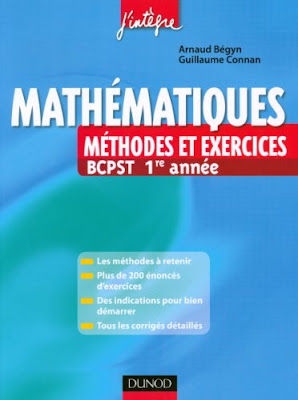 j'intègre
Arnaud Bégyn
Guillaume Connan
MATHÉMATIQUES
MÉTHODES ET EXERCICES
BCPST 1re année
Les méthodes à retenir
Plus de 200 énoncés
d'exercices
Des indications pour bien
démarrer
Tous les corrigés détaillés
DUNOD